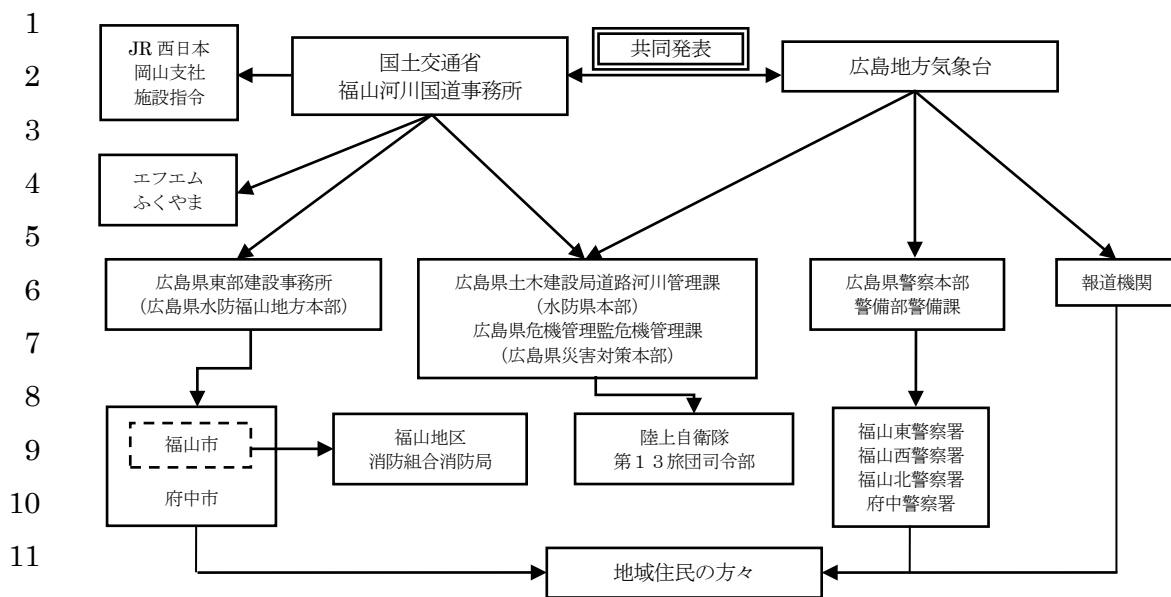 1
2
3
4
5
6
7
8
9
10
11
JR 西日本
岡山支社
施設指令
国土交通省
福山河川国道事務所
共同発表
広島地方気象台
エフエム
ふくやま
広島県東部建設事務所
（広島県水防福山地方本部）
広島県土木建設局道路河川管理課
（水防県本部）
広島県危機管理監危機管理課
（広島県災害対策本部）
広島県警察本部
警備部警備課
報道機関
福山市
府中市
福山地区
消防組合消防局
陸上自衛隊
第１３旅団司令部
福山東警察署
福山西警察署
福山北警察署
府中警察署
地域住民の方々